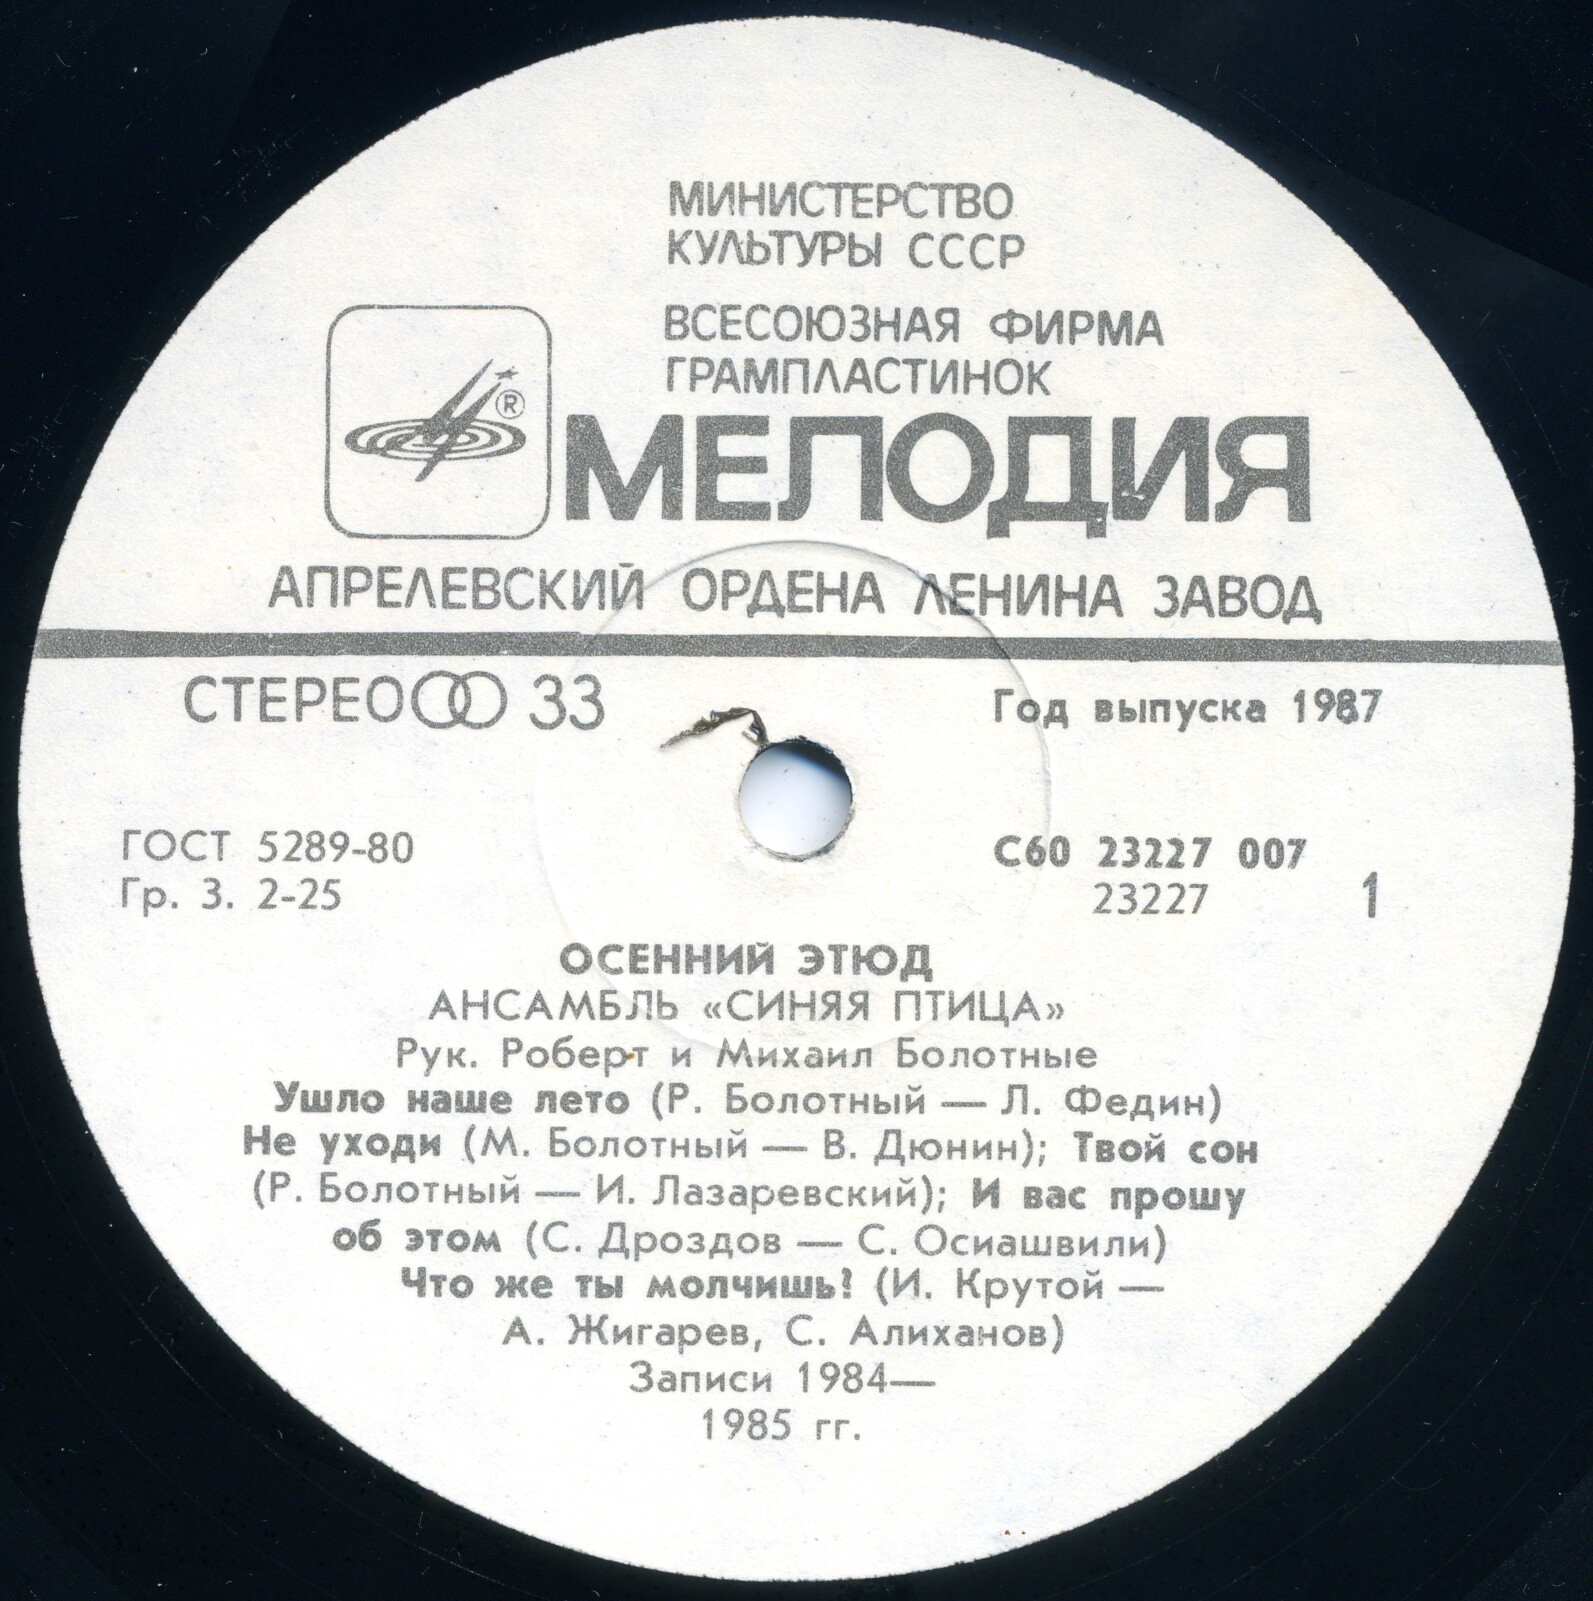 МИНИСТЕРСТВО
КУЛЬТУРЫ СССР
ВСЕСОЮЗНАЯ ФИРМА
ГРАМПЛАСТИНОК
®
МЕЛОДИЯ
АПРЕЛЕВСКИЙ ОРДЕНА ЛЕНИНА ЗАВОД
СТЕРЕО 33
Год выпуска 1987
ГОСТ 5289-80
Гр. 3. 2-25
С60 23227 007
23227
1
ОСЕННИЙ ЭТЮД
АНСАМБЛЬ «СИНЯЯ ПТИЦА»
Рук. Роберт и Михаил Болотные
Ушло наше лето (Р. Болотный — Л. Федин)
Не уходи (М. Болотный — В. Дюнин); Твой сон
(Р. Болотный — И. Лазаревский); И вас прошу
об этом (С. Дроздов — С. Осиашвили)
Что же ты молчишь? (И. Крутой —
А. Жигарев, С. Алиханов)
Записи 1984—
1985 гг.